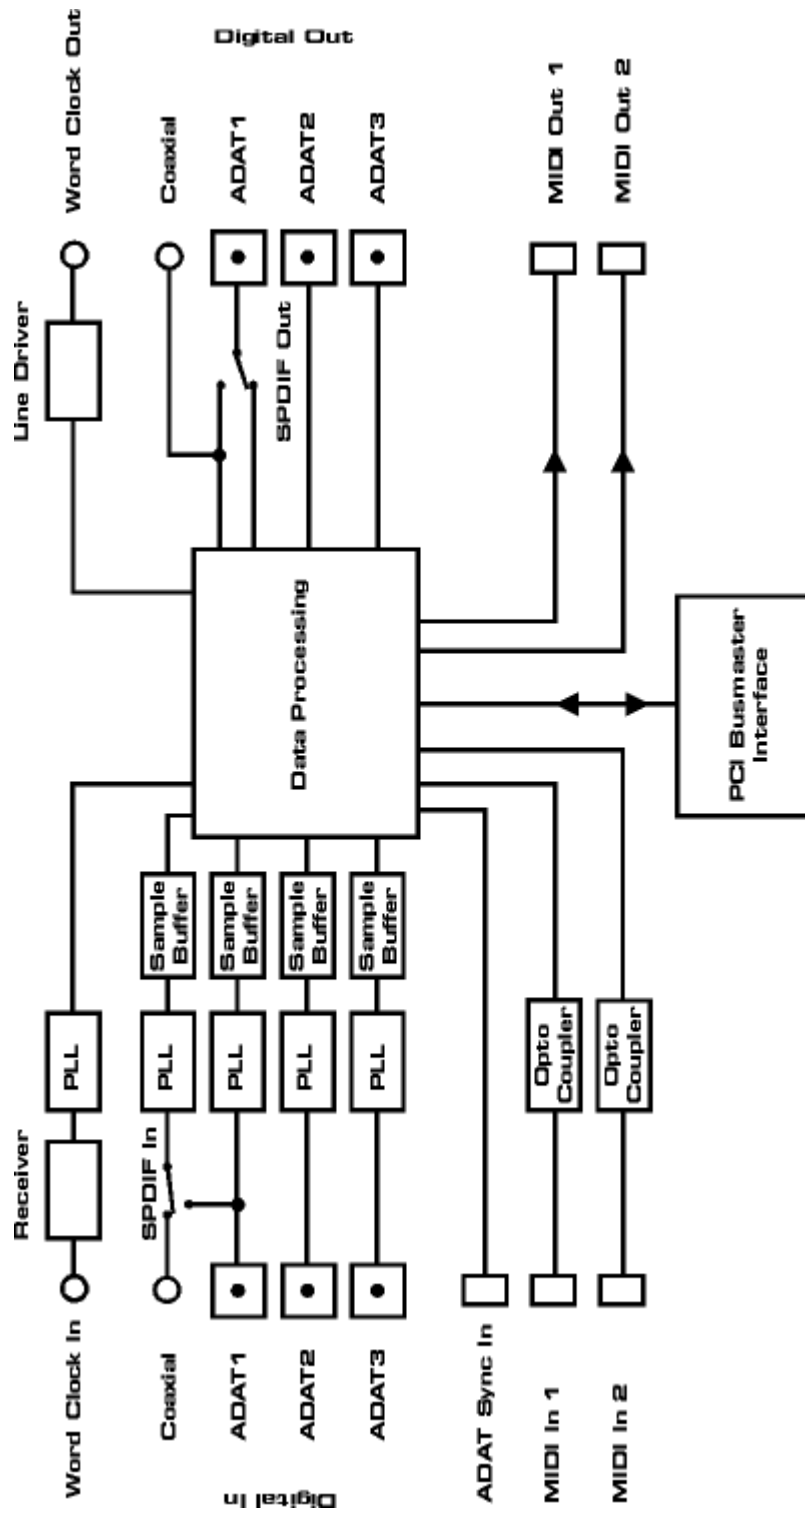 Digital Out
Word Clock Out
Coaxial
ADAT1
ADAT2
ADAT3
MIDI Out 1
MIDI Out 2
Line Driver
SPDIF Out
Data Processing
PCI Busmaster
Interface
Sample
Buffer
Sample
Buffer
Sample
Buffer
Sample
Buffer
PLL
PLL
PLL
PLL
PLL
Opto
Coupler
Opto
Coupler
Receiver
SPDIF In
Word Clock In
Coaxial
ADAT1
ADAT2
ADAT3
ADAT Sync In
MIDI In 1
MIDI In 2
Digital In